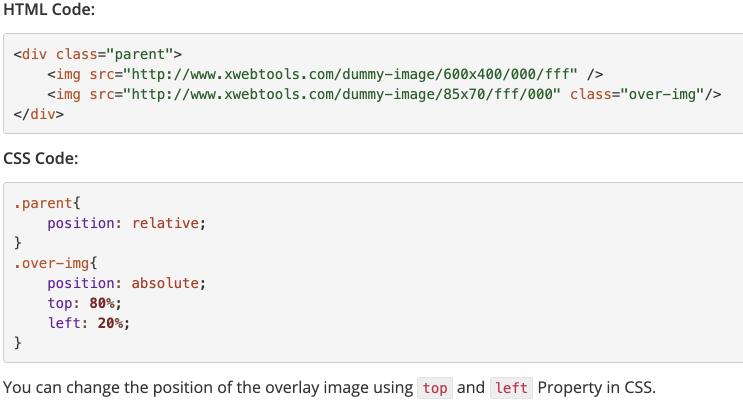 HTML Code:
<div class="parent">
    <img src="http://www.xwebtools.com/dummy-image/600x400/000/fff" />
    <img src="http://www.xwebtools.com/dummy-image/85x70/fff/000" class="over-img"/>
</div>
CSS Code:
.parent{
    position: relative;
}
.over-img{
    position: absolute;
    top: 80%;
    left: 20%;
}
You can change the position of the overlay image using top and left Property in CSS.